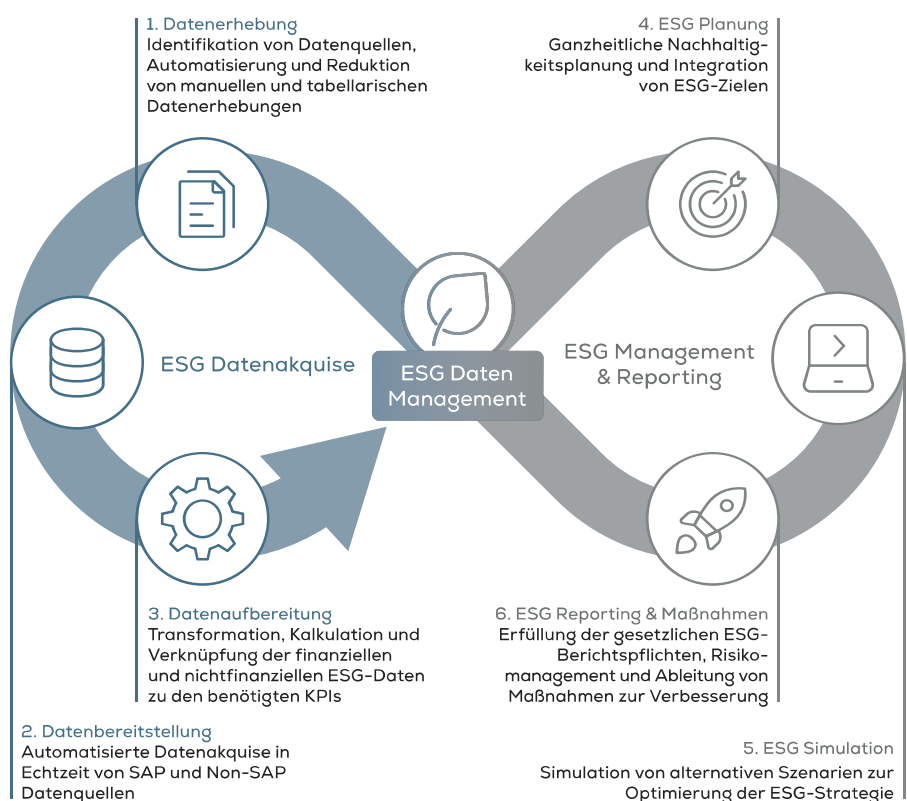 1. Datenerhebung
Identifikation von Datenquellen,
Automatisierung und Reduktion
von manuellen und tabellarischen
Datenerhebungen
4. ESG Planung
Ganzheitliche Nachhaltig-
keitsplanung und Integration
von ESG-Zielen
ESG Datenakquise
ESG Daten
Management
ESG Management
& Reporting
3. Datenaufbereitung
Transformation, Kalkulation und
Verknüpfung der finanziellen
und nichtfinanziellen ESG-Daten
zu den benötigten KPIs
6. ESG Reporting & Maßnahmen
Erfüllung der gesetzlichen ESG-
Berichtspflichten, Risiko-
management und Ableitung von
Maßnahmen zur Verbesserung
2. Datenbereitstellung
Automatisierte Datenakquise in
Echtzeit von SAP und Non-SAP
Datenquellen
5. ESG Simulation
Simulation von alternativen Szenarien zur
Optimierung der ESG-Strategie